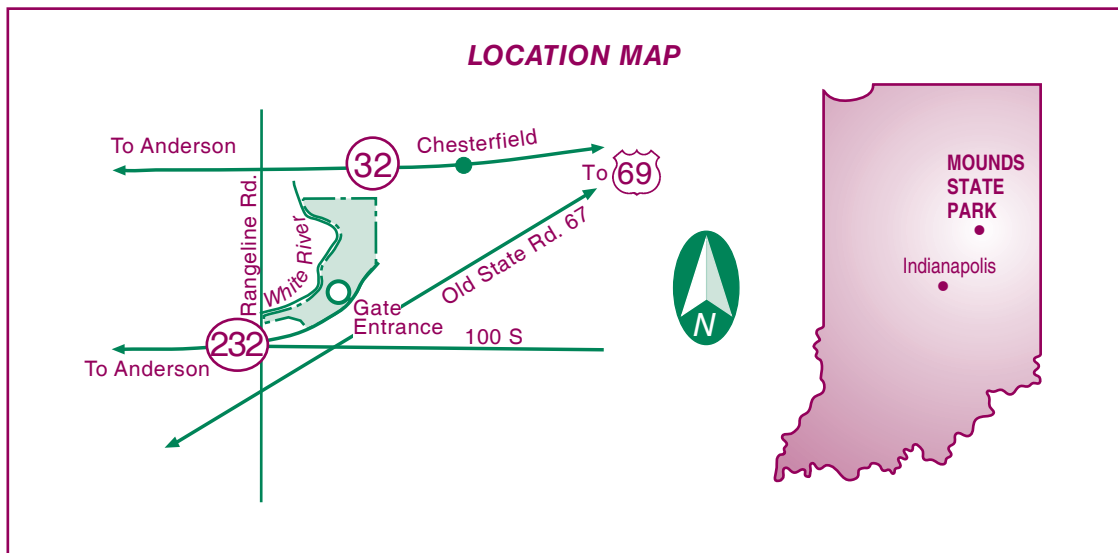 LOCATION MAP
To Anderson
32
Chesterfield
To 69
Rangeline Rd.
White River
Old State Rd. 67
Gate
Entrance
232
100 S
To Anderson
N
MOUNDS
STATE
PARK
Indianapolis